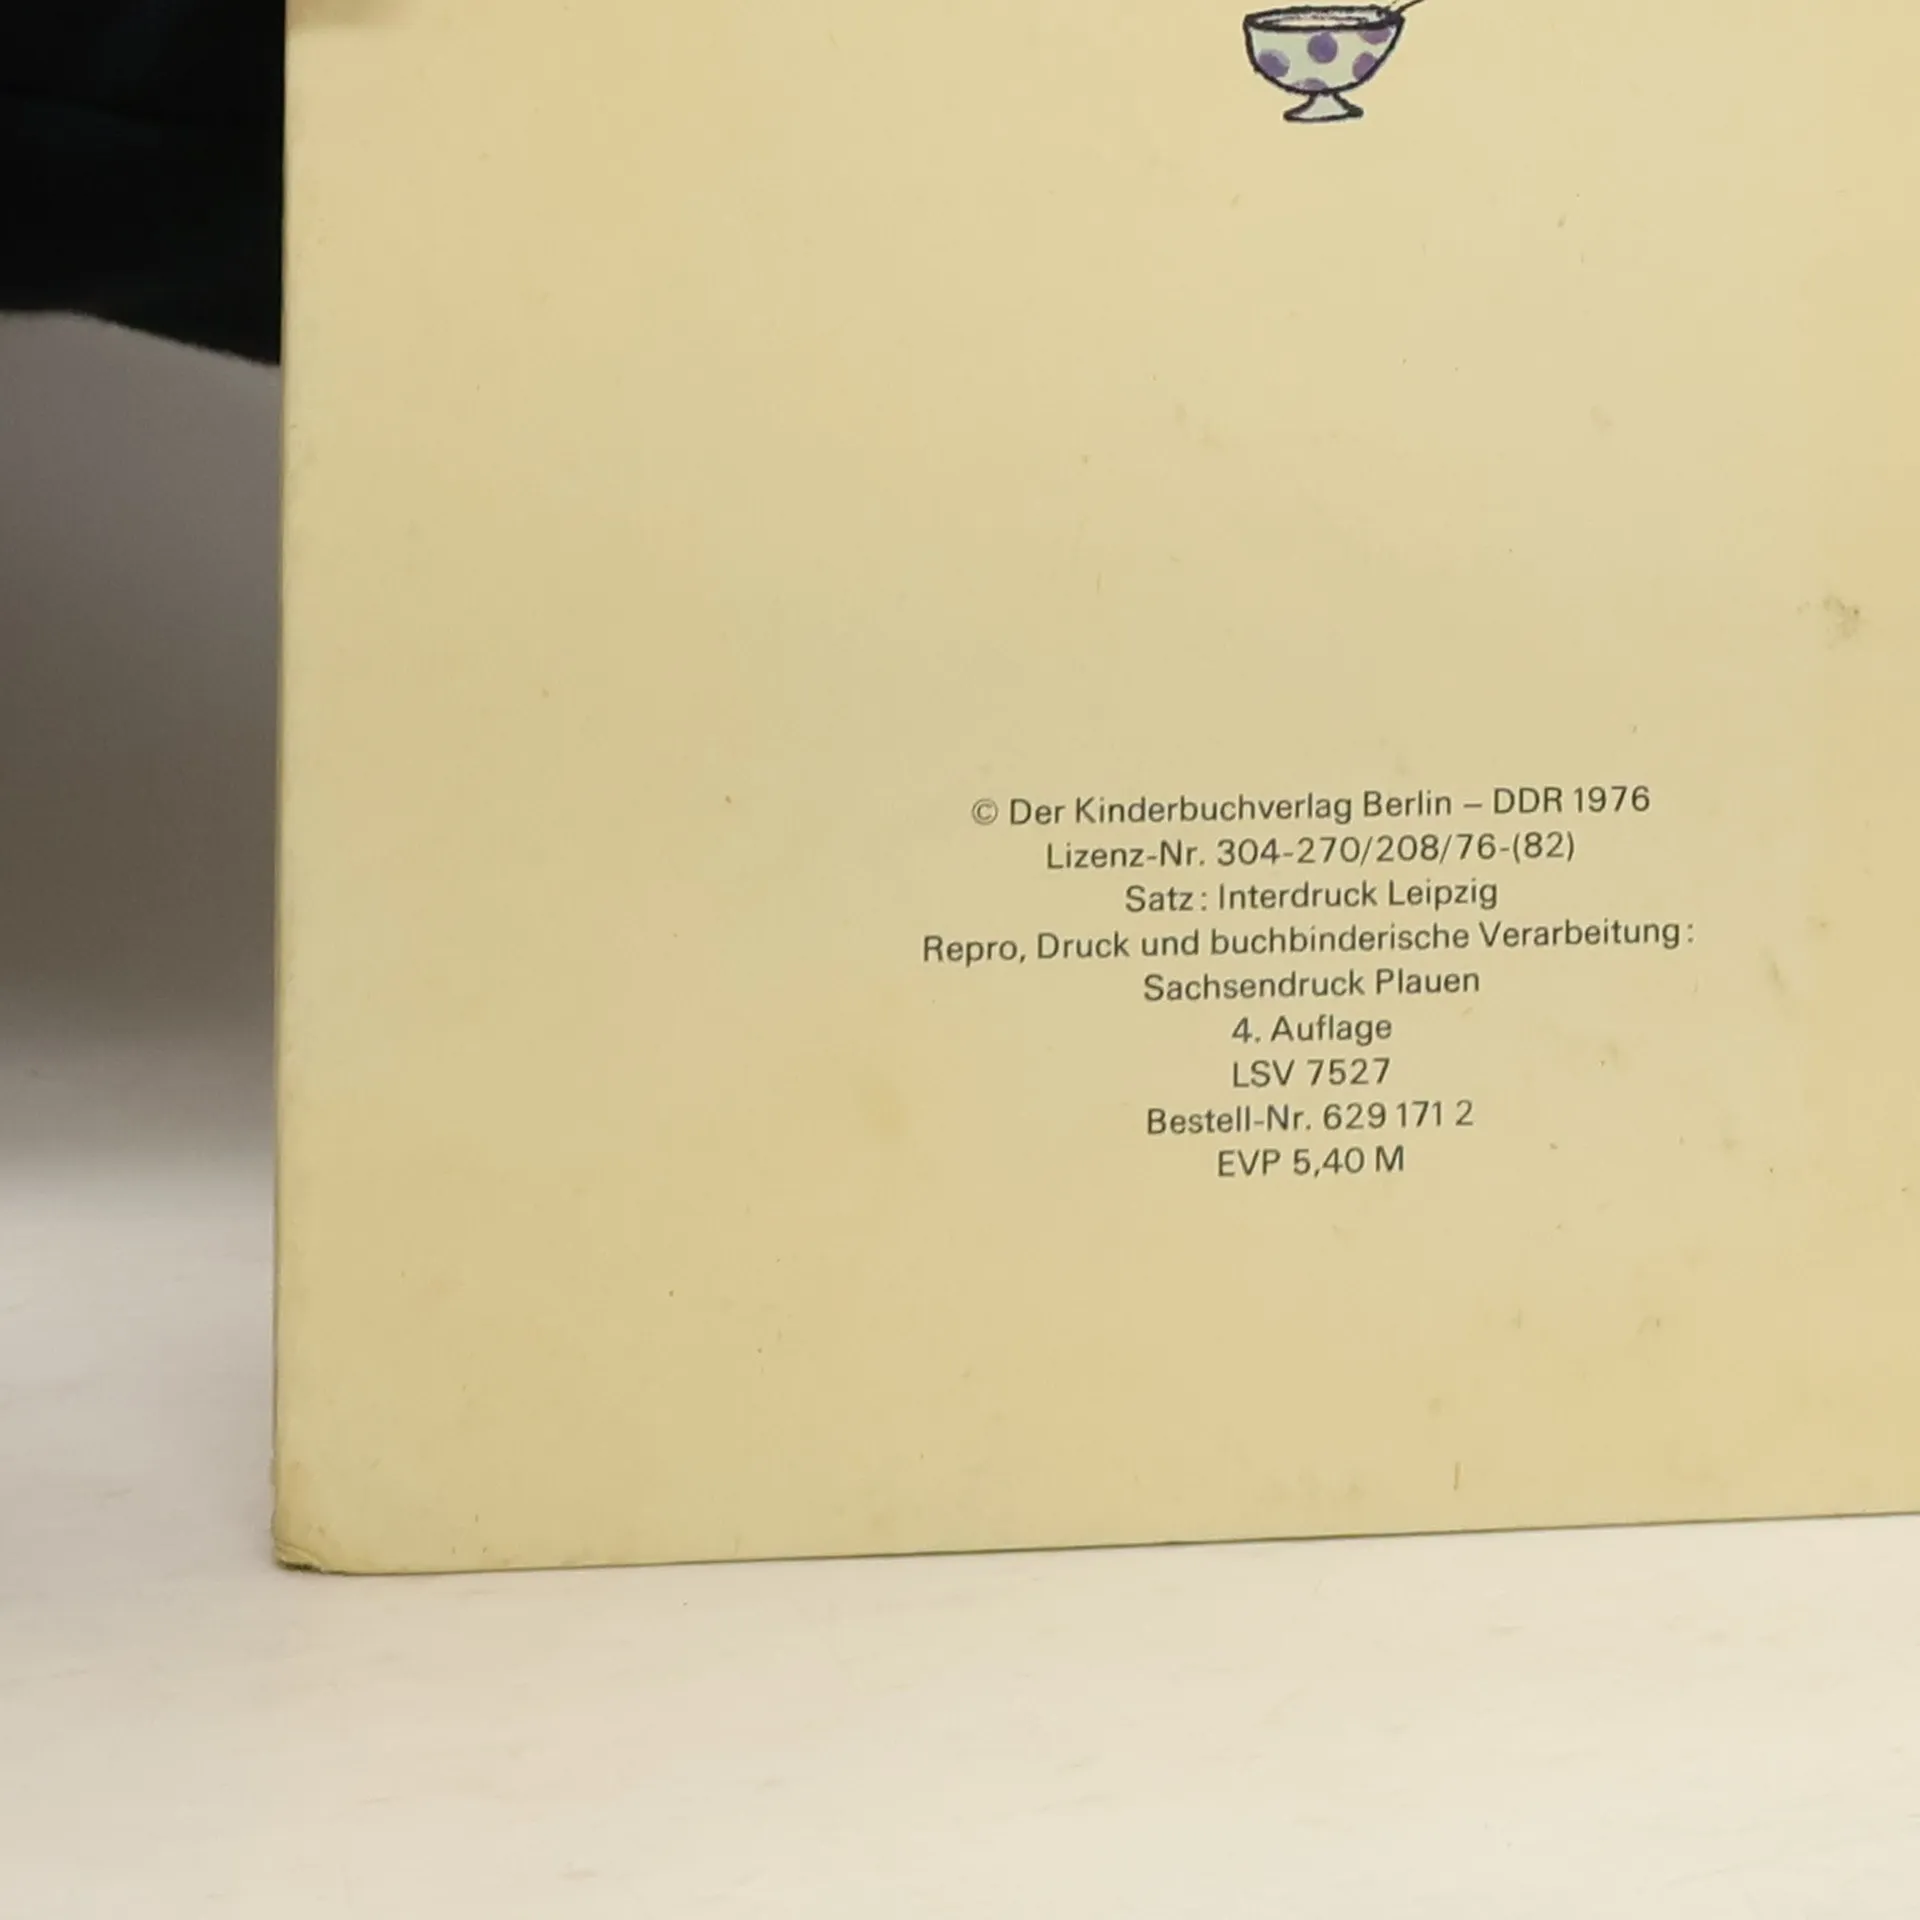 © Der Kinderbuchverlag Berlin – DDR 1976
Lizenz-Nr. 304-270/208/76-(82)
Satz: Interdruck Leipzig
Repro, Druck und buchbinderische Verarbeitung:
Sachsendruck Plauen
4. Auflage
LSV 7527
Bestell-Nr. 629 171 2
EVP 5,40 M